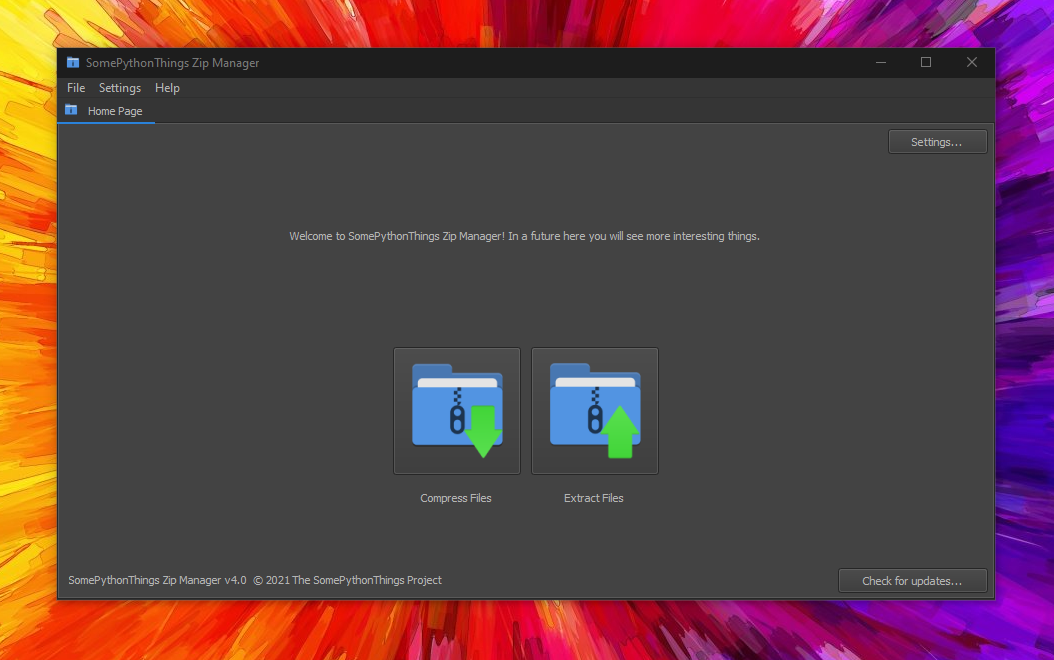 SomePythonThings Zip Manager
File Settings Help
Home Page
Settings...
Welcome to SomePythonThings Zip Manager! In a future here you will see more interesting things.
Compress Files
Extract Files
SomePythonThings Zip Manager v4.0 © 2021 The SomePythonThings Project
Check for updates...